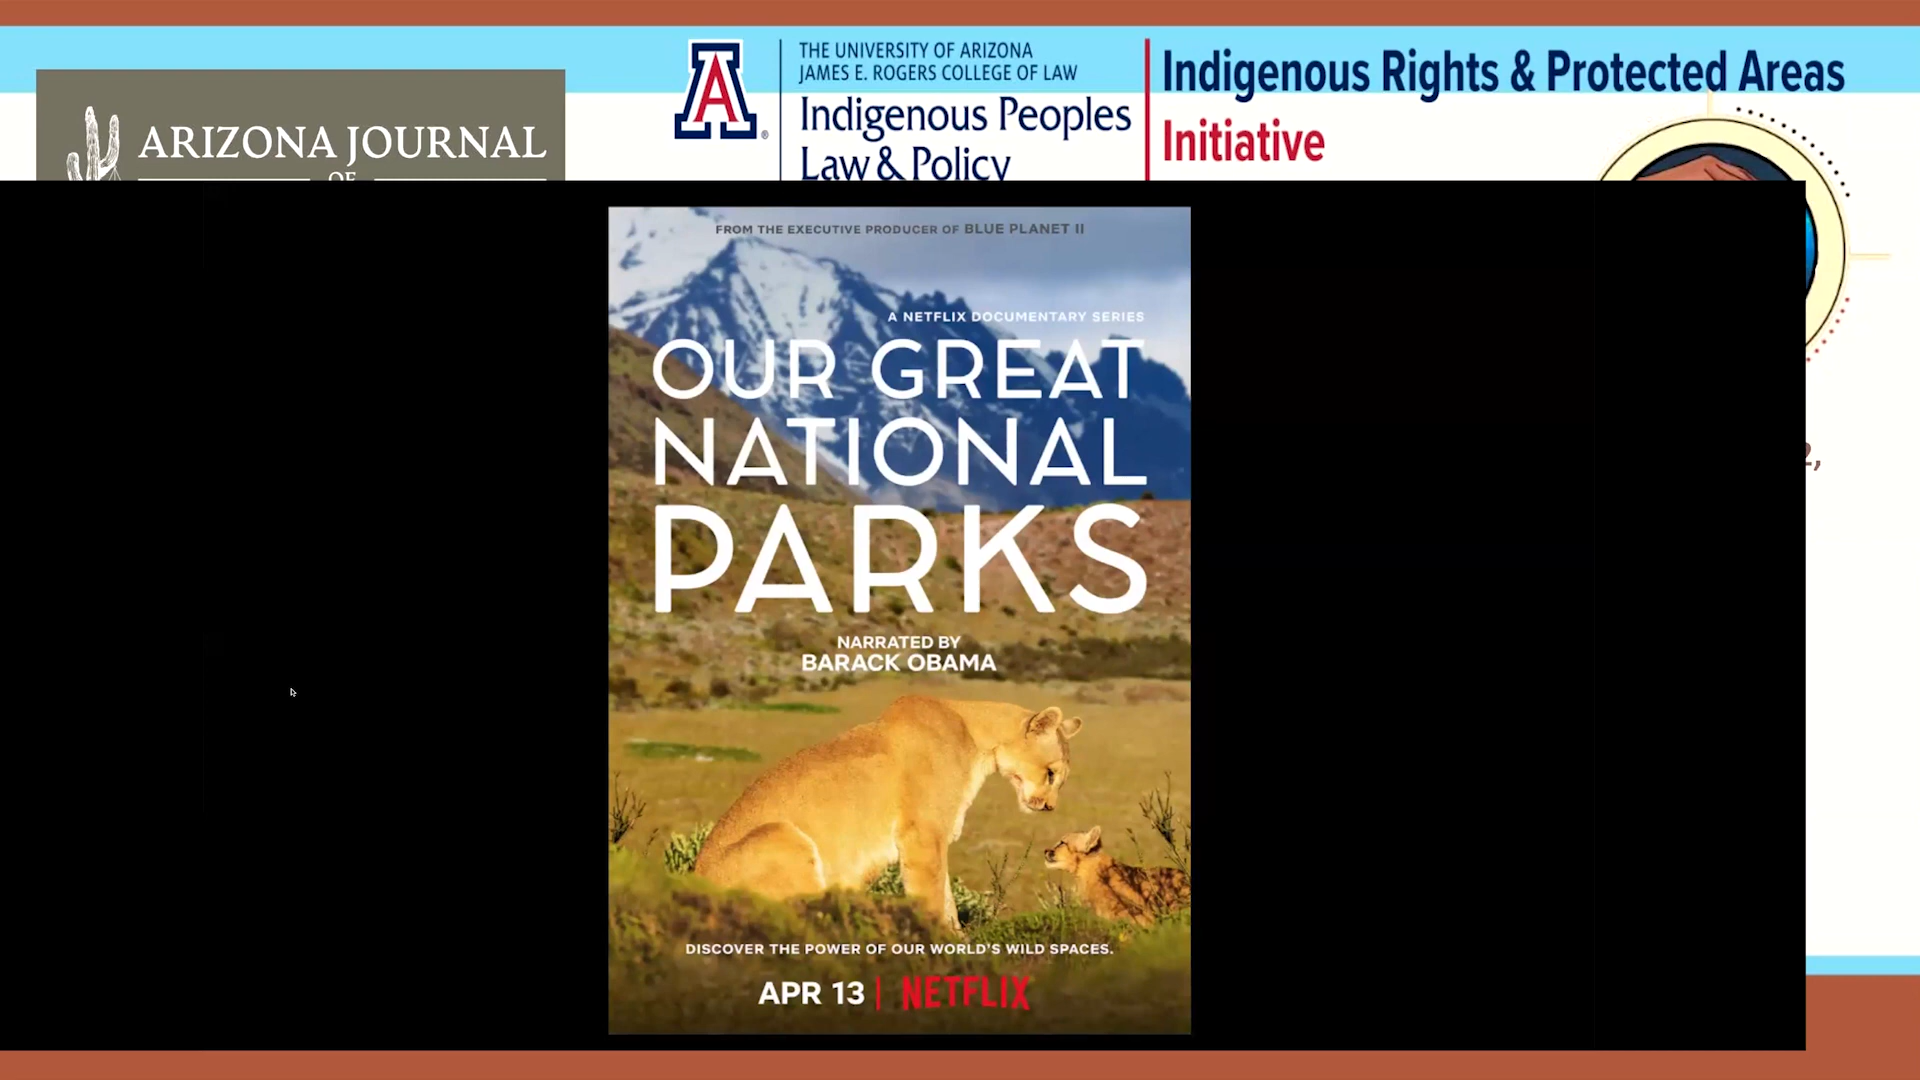 THE UNIVERSITY OF ARIZONA
JAMES E. ROGERS COLLEGE OF LAW
Indigenous Peoples
Law & Policy
Indigenous Rights & Protected Areas
Initiative
ARIZONA JOURNAL
OF
FROM THE EXECUTIVE PRODUCER OF BLUE PLANET II
A NETFLIX DOCUMENTARY SERIES
OUR GREAT
NATIONAL
PARKS
NARRATED BY
BARACK OBAMA
DISCOVER THE POWER OF OUR WORLD'S WILD SPACES.
APR 13 | NETFLIX